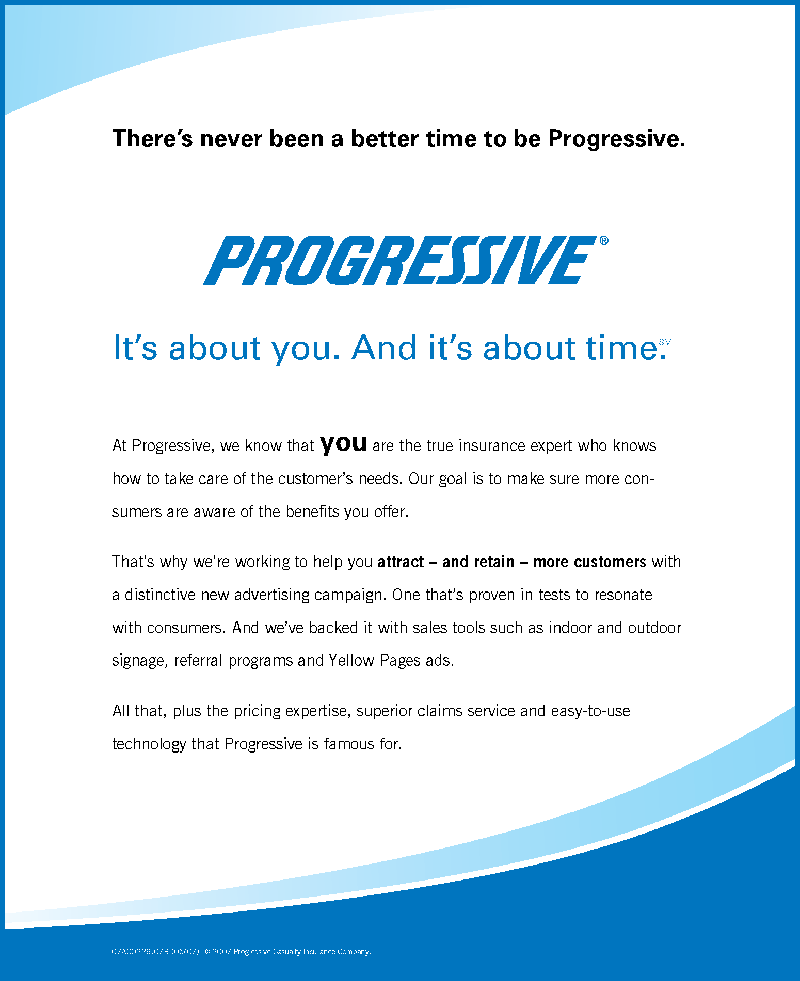 There’s never been a better time to be Progressive.
PROGRESSIVE®
It’s about you. And it’s about time.℠
At Progressive, we know that you are the true insurance expert who knows
how to take care of the customer’s needs. Our goal is to make sure more con-
sumers are aware of the benefits you offer.
That’s why we’re working to help you attract – and retain – more customers with
a distinctive new advertising campaign. One that’s proven in tests to resonate
with consumers. And we’ve backed it with sales tools such as indoor and outdoor
signage, referral programs and Yellow Pages ads.
All that, plus the pricing expertise, superior claims service and easy-to-use
technology that Progressive is famous for.
© 2007 Progressive Casualty Insurance Company.